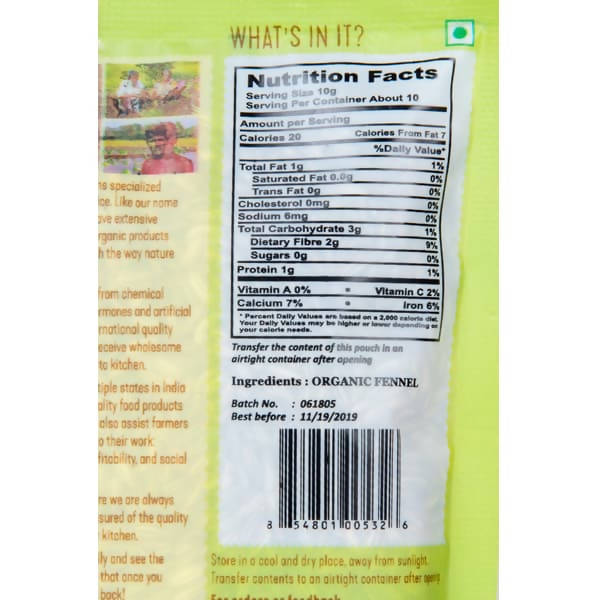 WHAT'S IN IT?
Nutrition Facts
Serving Size 10g
Serving Per Container About 10
Amount per Serving
Calories 20 Calories From Fat 7
%Daily Value*
Total Fat 1g 1%
Saturated Fat 0.0g 0%
Trans Fat 0g 0%
Cholesterol 0mg 0%
Sodium 6mg 0%
Total Carbohydrate 3g 1%
Dietary Fibre 2g 9%
Sugars 0g 0%
Protein 1g 1%
Vitamin A 0% Vitamin C 2%
Calcium 7% Iron 6%
* Percent Daily Values are based on a 2,000 calorie diet.
Your Daily Values may be higher or lower depending on
your calorie needs.
Transfer the content of this pouch in an
airtight container after opening
Ingredients : ORGANIC FENNEL
Batch No. : 061805
Best before : 11/19/2019
8 54801 00532 6
Store in a cool and dry place, away from sunlight.
Transfer contents to an airtight container after opening
For orders or feedback
specialized
Like our name
extensive
products
the way nature
from chemical
and artificial
quality
wholesome
to kitchen.
states in India
food products
also assist farmers
their work
and social
we are always
of the quality
kitchen.
and see the
that once you
back!